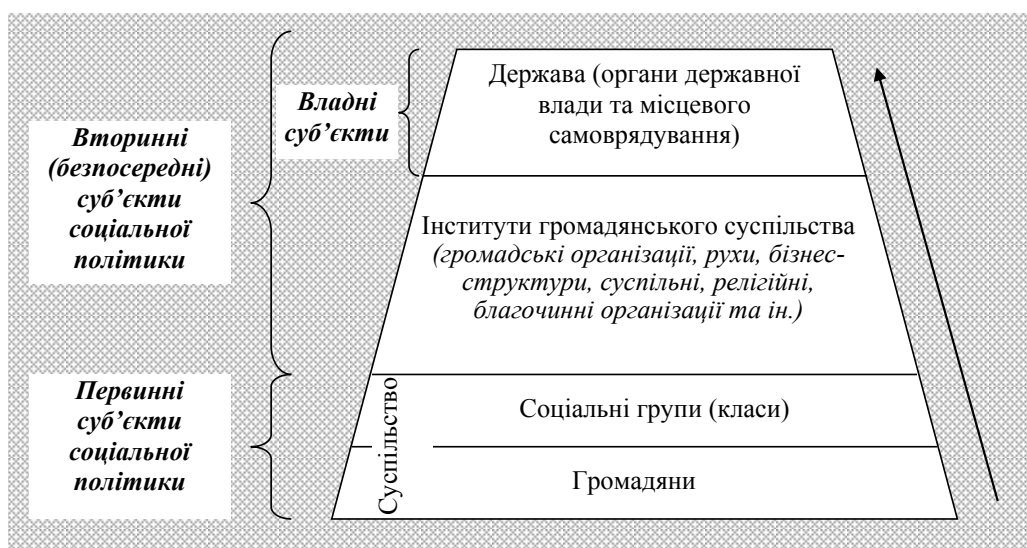 Вторинні
(безпосередні)
суб’єкти
соціальної
політики
Владні
суб’єкти
Держава (органи державної
влади та місцевого
самоврядування)
Інститути громадянського суспільства
(громадські організації, рухи, бізнес-
структури, суспільні, релігійні,
благочинні організації та ін.)
Первинні
суб’єкти
соціальної
політики
Суспільство
Соціальні групи (класи)
Громадяни